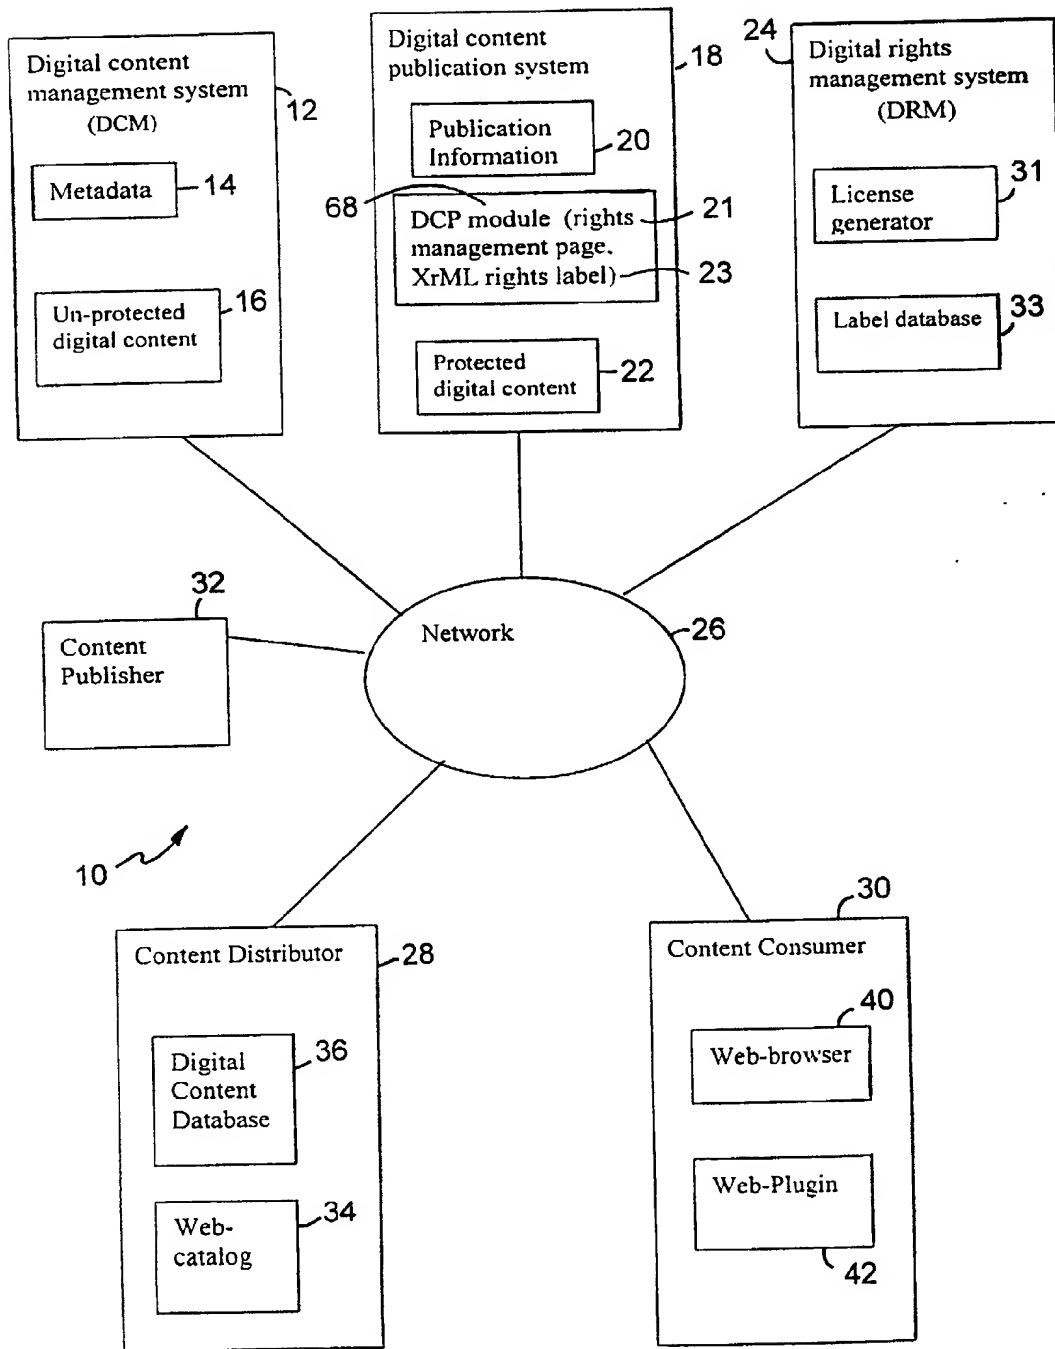 Digital content
management system
(DCM)
12
Metadata
14
Un-protected
digital content
16
Digital content
publication system
18
Publication
Information
20
68
DCP module (rights
management page.
XrML rights label)
21
23
Protected
digital content
22
24
Digital rights
management system
(DRM)
License
generator
31
Label database
33
32
Content
Publisher
Network
26
10
Content Distributor
28
Digital
Content
Database
36
Web-
catalog
34
30
Content Consumer
40
Web-browser
Web-Plugin
42